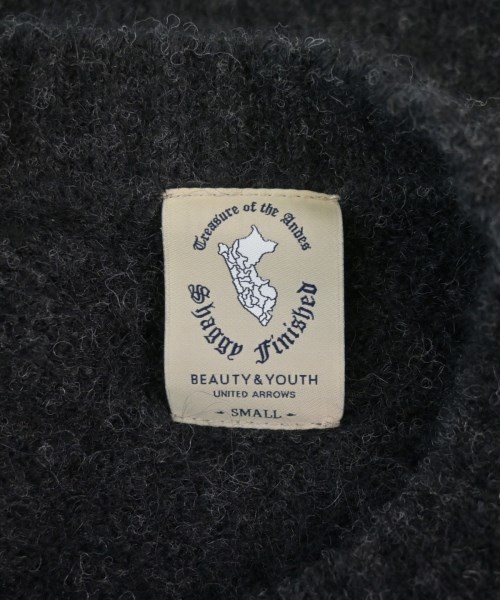 Treasure of the Andes
Shaggy Finished
BEAUTY & YOUTH
UNITED ARROWS
SMALL